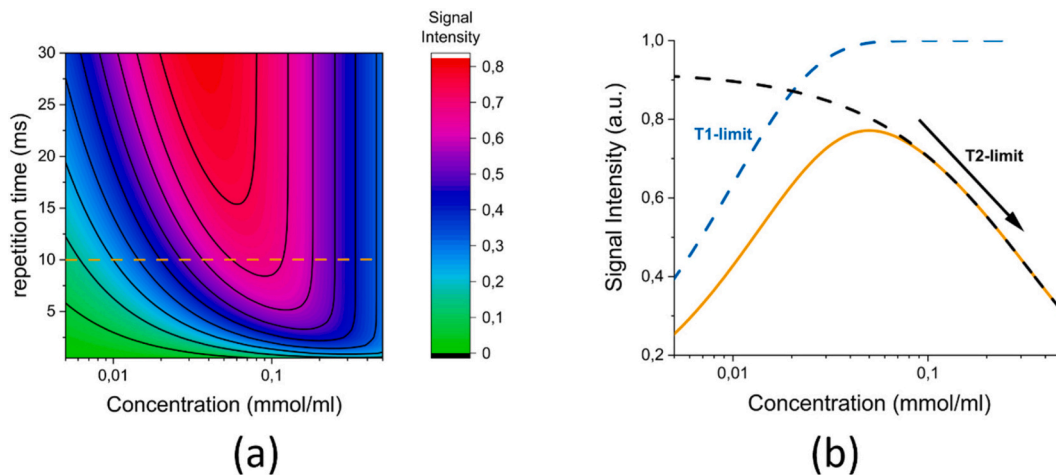 Signal
Intensity
30
25
20
15
10
5
repetition time (ms)
0,01
0,1
Concentration (mmol/ml)
0,8
0,7
0,6
0,5
0,4
0,3
0,2
0,1
0
(a)
1,0
0,8
0,6
0,4
0,2
Signal Intensity (a.u.)
T1-limit
T2-limit
0,01
0,1
Concentration (mmol/ml)
(b)